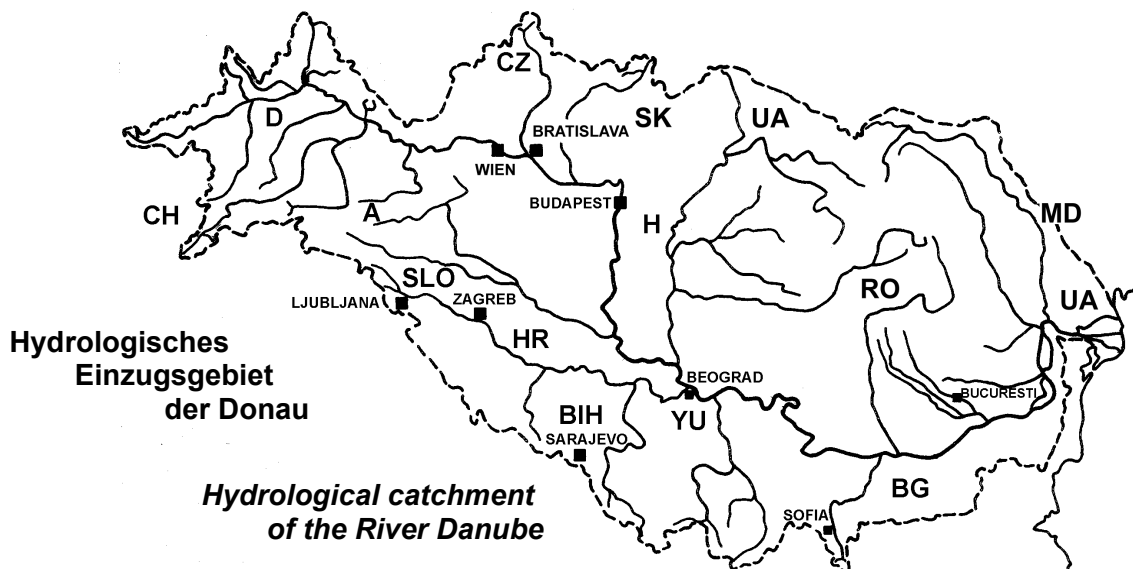 CZ
D
SK
UA
BRATISLAVA
WIEN
CH
A
BUDAPEST
H
MD
SLO
LJUBLJANA
ZAGREB
RO
UA
HR
Hydrologisches
Einzugsgebiet
der Donau
BEOGRAD
YU
BUCURESTI
BIH
SARAJEVO
Hydrological catchment
of the River Danube
BG
SOFIA